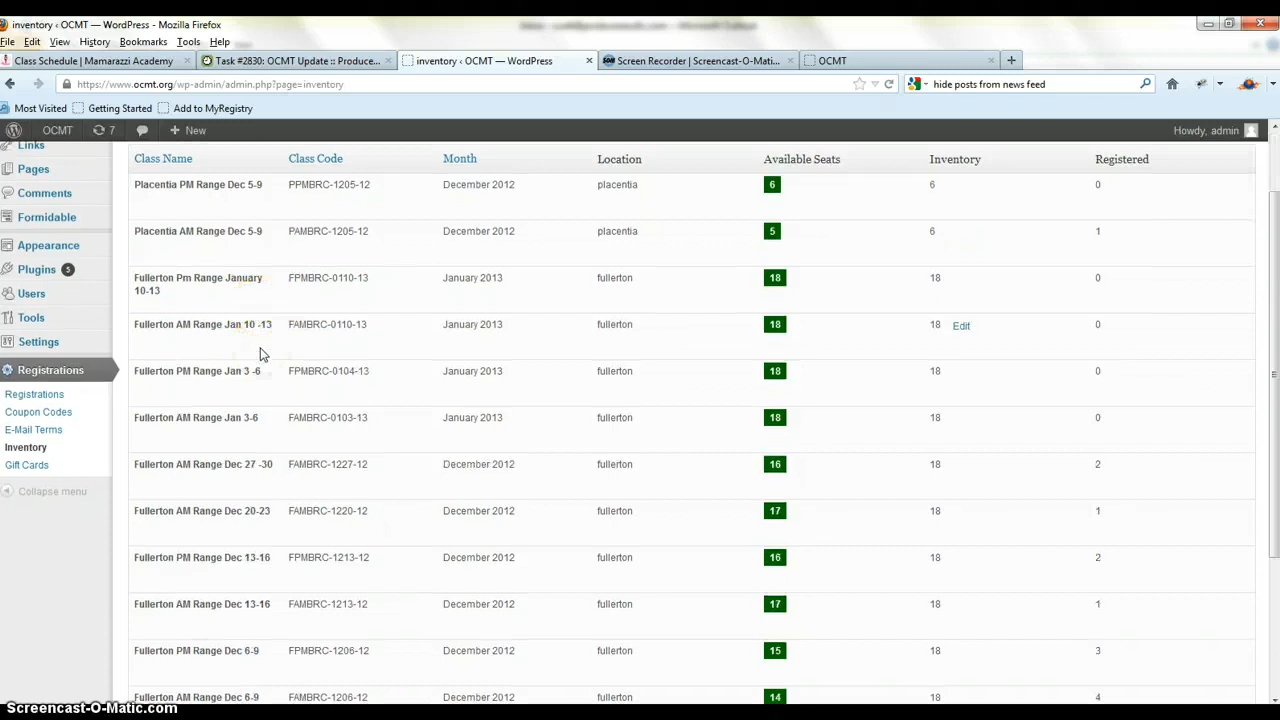 inventory ‹ OCMT — WordPress - Mozilla Firefox
File Edit View History Bookmarks Tools Help
Class Schedule | Mamarazzi Academy
Task #2830: OCMT Update :: Produce...
inventory ‹ OCMT — WordPress
Screen Recorder | Screencast-O-Mati...
OCMT
https://www.ocmt.org/wp-admin/admin.php?page=inventory
hide posts from news feed
Most Visited Getting Started Add to MyRegistry
OCMT 7 New Howdy, admin
Links
Pages
Comments
Formidable
Appearance
Plugins 5
Users
Tools
Settings
Registrations
Registrations
Coupon Codes
E-Mail Terms
Inventory
Gift Cards
Collapse menu
Class Name Class Code Month Location Available Seats Inventory Registered
Placentia PM Range Dec 5-9 PPMBRC-1205-12 December 2012 placentia 6 6 0
Placentia AM Range Dec 5-9 PAMBRC-1205-12 December 2012 placentia 5 6 1
Fullerton Pm Range January FPMBRC-0110-13 January 2013 fullerton 18 18 0
10-13
Fullerton AM Range Jan 10 -13 FAMBRC-0110-13 January 2013 fullerton 18 18 Edit 0
Fullerton PM Range Jan 3 -6 FPMBRC-0104-13 January 2013 fullerton 18 18 0
Fullerton AM Range Jan 3-6 FAMBRC-0103-13 January 2013 fullerton 18 18 0
Fullerton AM Range Dec 27 -30 FAMBRC-1227-12 December 2012 fullerton 16 18 2
Fullerton AM Range Dec 20-23 FAMBRC-1220-12 December 2012 fullerton 17 18 1
Fullerton PM Range Dec 13-16 FPMBRC-1213-12 December 2012 fullerton 16 18 2
Fullerton AM Range Dec 13-16 FAMBRC-1213-12 December 2012 fullerton 17 18 1
Fullerton PM Range Dec 6-9 FPMBRC-1206-12 December 2012 fullerton 15 18 3
Fullerton AM Range Dec 6-9 FAMBRC-1206-12 December 2012 fullerton 14 18 4
Screencast-O-Matic.com